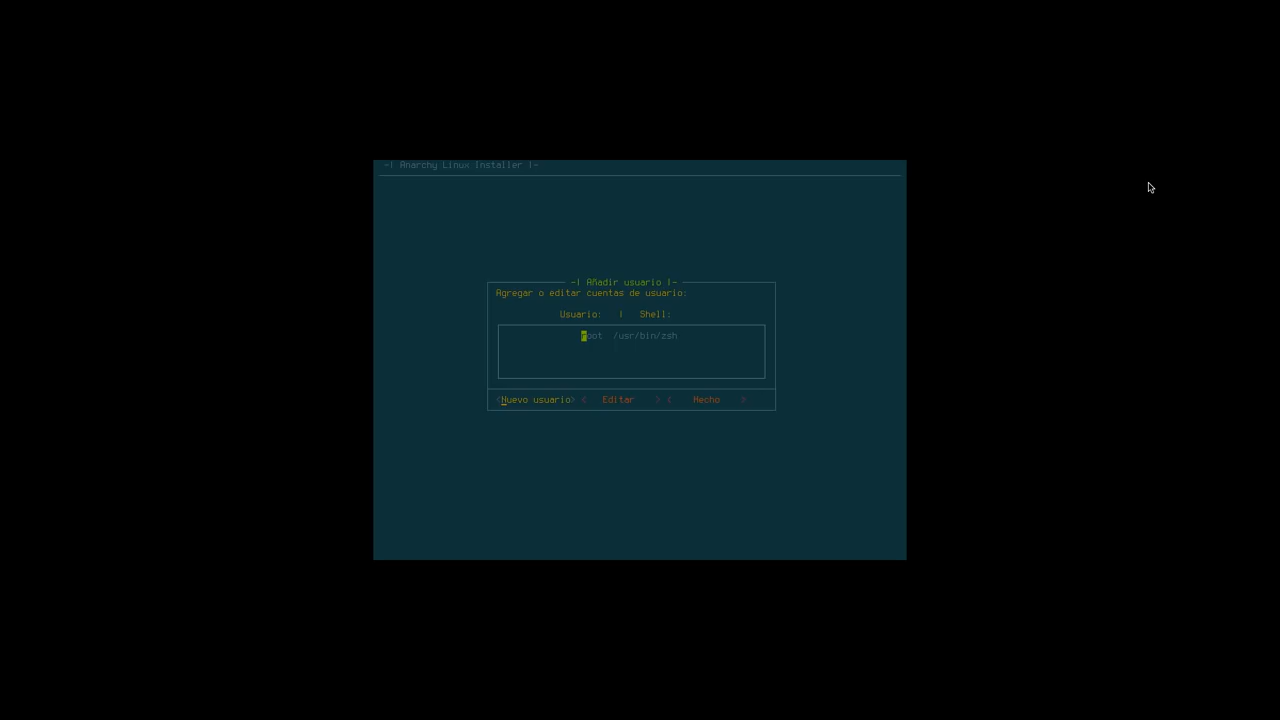 -| Anarchy Linux Installer |-
-| Añadir usuario |-
Agregar o editar cuentas de usuario:
Usuario: | Shell:
root /usr/bin/zsh
<Nuevo usuario> < Editar > < Hecho >